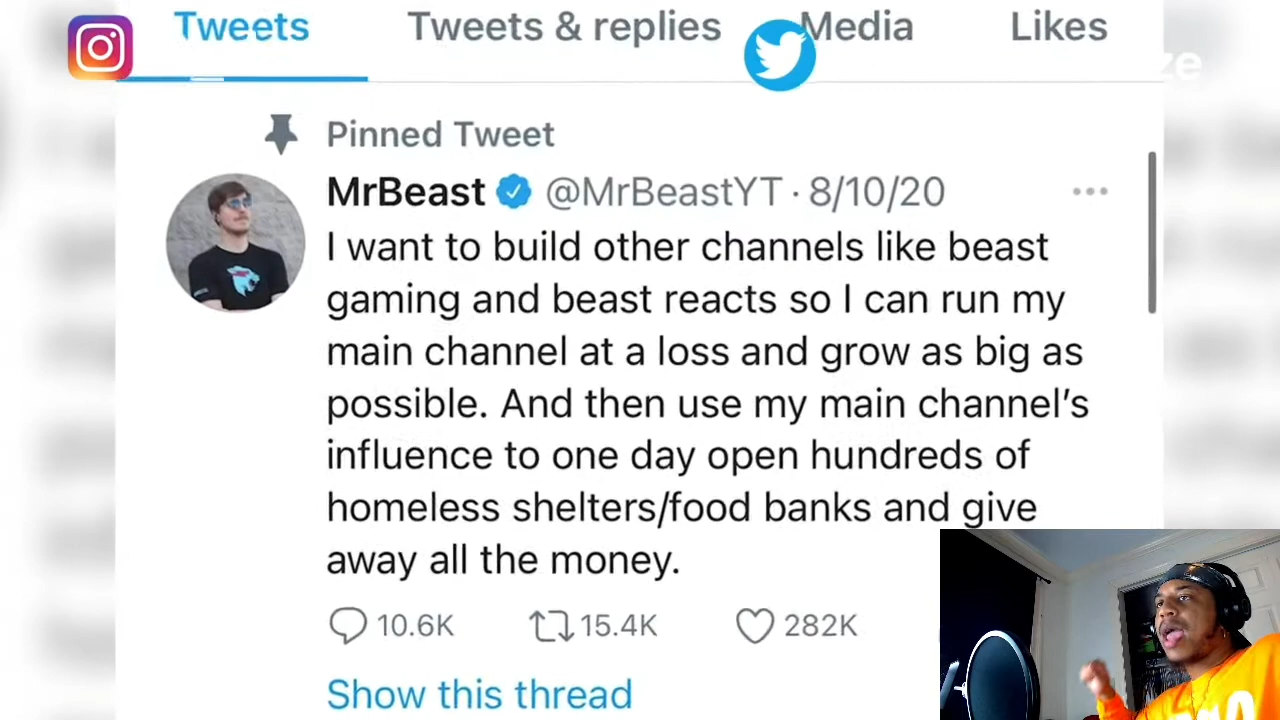 Tweets Tweets & replies Media Likes
ze
Pinned Tweet
MrBeast @MrBeastYT · 8/10/20
I want to build other channels like beast
gaming and beast reacts so I can run my
main channel at a loss and grow as big as
possible. And then use my main channel's
influence to one day open hundreds of
homeless shelters/food banks and give
away all the money.
10.6K 15.4K 282K
Show this thread